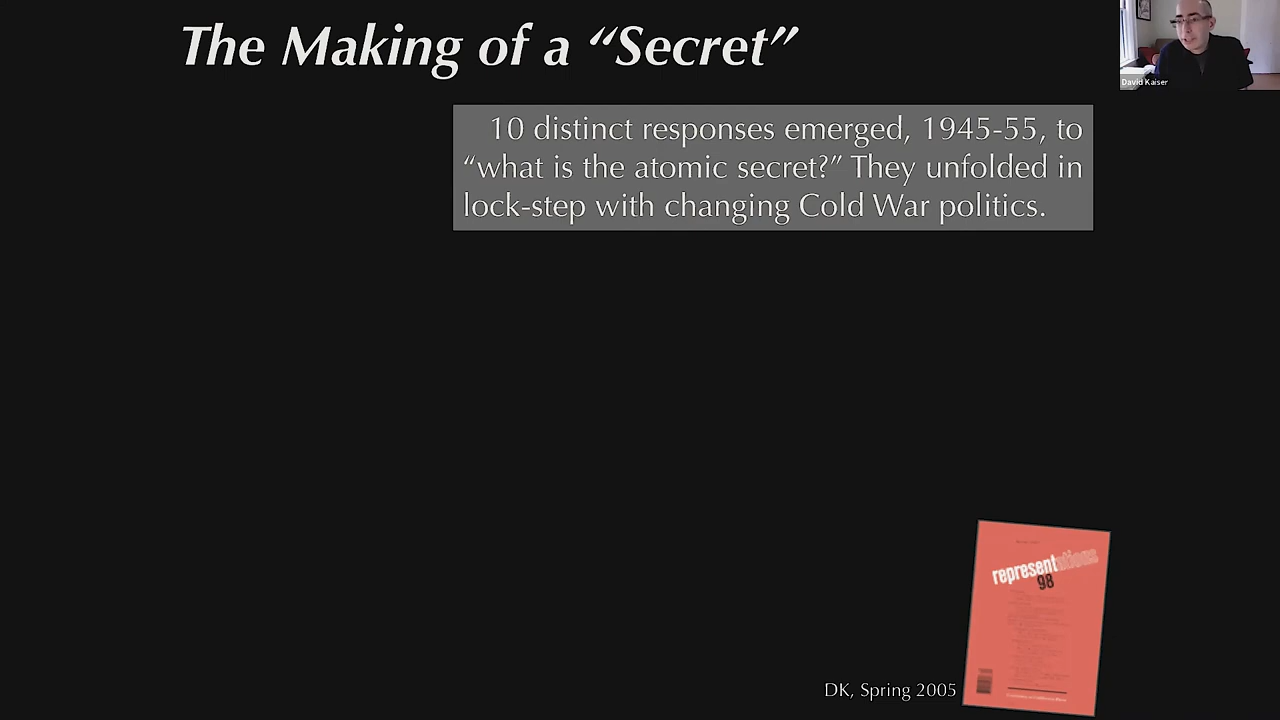 The Making of a “Secret”
David Kaiser
10 distinct responses emerged, 1945-55, to
“what is the atomic secret?” They unfolded in
lock-step with changing Cold War politics.
representations
98
DK, Spring 2005